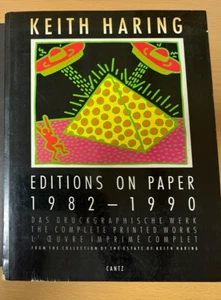 KEITH HARING
EDITIONS ON PAPER
1982 – 1990
DAS DRUCKGRAPHISCHE WERK
THE COMPLETE PRINTED WORKS
L'ŒUVRE IMPRIMÉ COMPLET
FROM THE COLLECTION OF THE ESTATE OF KEITH HARING
CANTZ